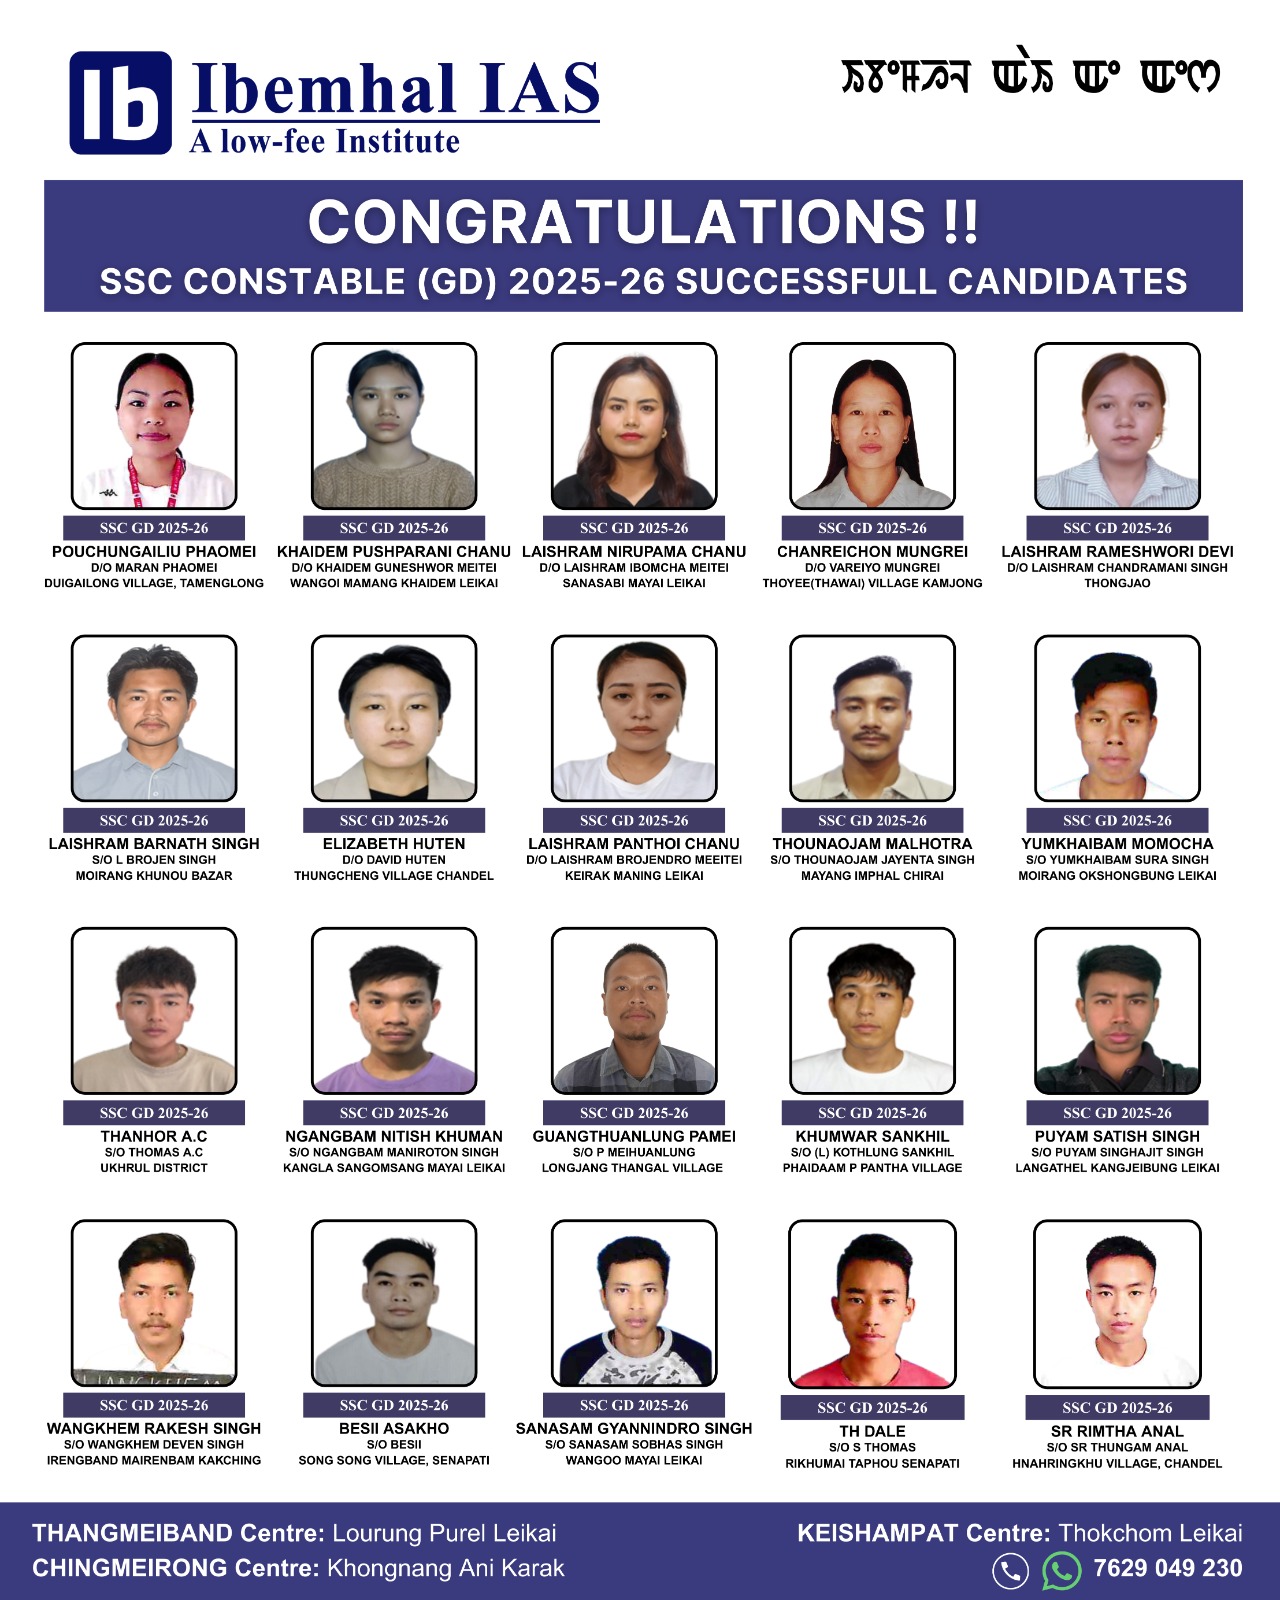 Ib
Ibemhal IAS
A low-fee Institute
CONGRATULATIONS !!
SSC CONSTABLE (GD) 2025-26 SUCCESSFULL CANDIDATES
SSC GD 2025-26
POUCHUNGAILIU PHAOMEI
D/O MARAN PHAOMEI
DUIGAILONG VILLAGE, TAMENGLONG
SSC GD 2025-26
KHAIDEM PUSHPARANI CHANU
D/O KHAIDEM GUNESHWOR MEITEI
WANGOI MAMANG KHAIDEM LEIKAI
SSC GD 2025-26
LAISHRAM NIRUPAMA CHANU
D/O LAISHRAM IBOMCHA MEITEI
SANASABI MAYAI LEIKAI
SSC GD 2025-26
CHANREICHON MUNGREI
D/O VAREIYO MUNGREI
THOYEE(THAWAI) VILLAGE KAMJONG
SSC GD 2025-26
LAISHRAM RAMESHWORI DEVI
D/O LAISHRAM CHANDRAMANI SINGH
THONGJAO
SSC GD 2025-26
LAISHRAM BARNATH SINGH
S/O L BROJEN SINGH
MOIRANG KHUNOU BAZAR
SSC GD 2025-26
ELIZABETH HUTEN
D/O DAVID HUTEN
THUNGCHENG VILLAGE CHANDEL
SSC GD 2025-26
LAISHRAM PANTHOI CHANU
D/O LAISHRAM BROJENDRO MEEITEI
KEIRAK MANING LEIKAI
SSC GD 2025-26
THOUNAOJAM MALHOTRA
S/O THOUNAOJAM JAYENTA SINGH
MAYANG IMPHAL CHIRAI
SSC GD 2025-26
YUMKHAIBAM MOMOCHA
S/O YUMKHAIBAM SURA SINGH
MOIRANG OKSHONGBUNG LEIKAI
SSC GD 2025-26
THANHOR A.C
S/O THOMAS A.C
UKHRUL DISTRICT
SSC GD 2025-26
NGANGBAM NITISH KHUMAN
S/O NGANGBAM MANIROTON SINGH
KANGLA SANGOMSANG MAYAI LEIKAI
SSC GD 2025-26
GUANGTHUANLUNG PAMEI
S/O P MEIHUANLUNG
LONGJANG THANGAL VILLAGE
SSC GD 2025-26
KHUMWAR SANKHIL
S/O (L) KOTHLUNG SANKHIL
PHAIDAAM P PANTHA VILLAGE
SSC GD 2025-26
PUYAM SATISH SINGH
S/O PUYAM SINGHAJIT SINGH
LANGATHEL KANGJEIBUNG LEIKAI
SSC GD 2025-26
WANGKHEM RAKESH SINGH
S/O WANGKHEM DEVEN SINGH
IRENGBAND MAIRENBAM KAKCHING
SSC GD 2025-26
BESII ASAKHO
S/O BESII
SONG SONG VILLAGE, SENAPATI
SSC GD 2025-26
SANASAM GYANNINDRO SINGH
S/O SANASAM SOBHAS SINGH
WANGOO MAYAI LEIKAI
SSC GD 2025-26
TH DALE
S/O S THOMAS
RIKHUMAI TAPHOU SENAPATI
SSC GD 2025-26
SR RIMTHA ANAL
S/O SR THUNGAM ANAL
HNAHRINGKHU VILLAGE, CHANDEL
THANGMEIBAND Centre: Lourung Purel Leikai
CHINGMEIRONG Centre: Khongnang Ani Karak
KEISHAMPAT Centre: Thokchom Leikai
7629 049 230